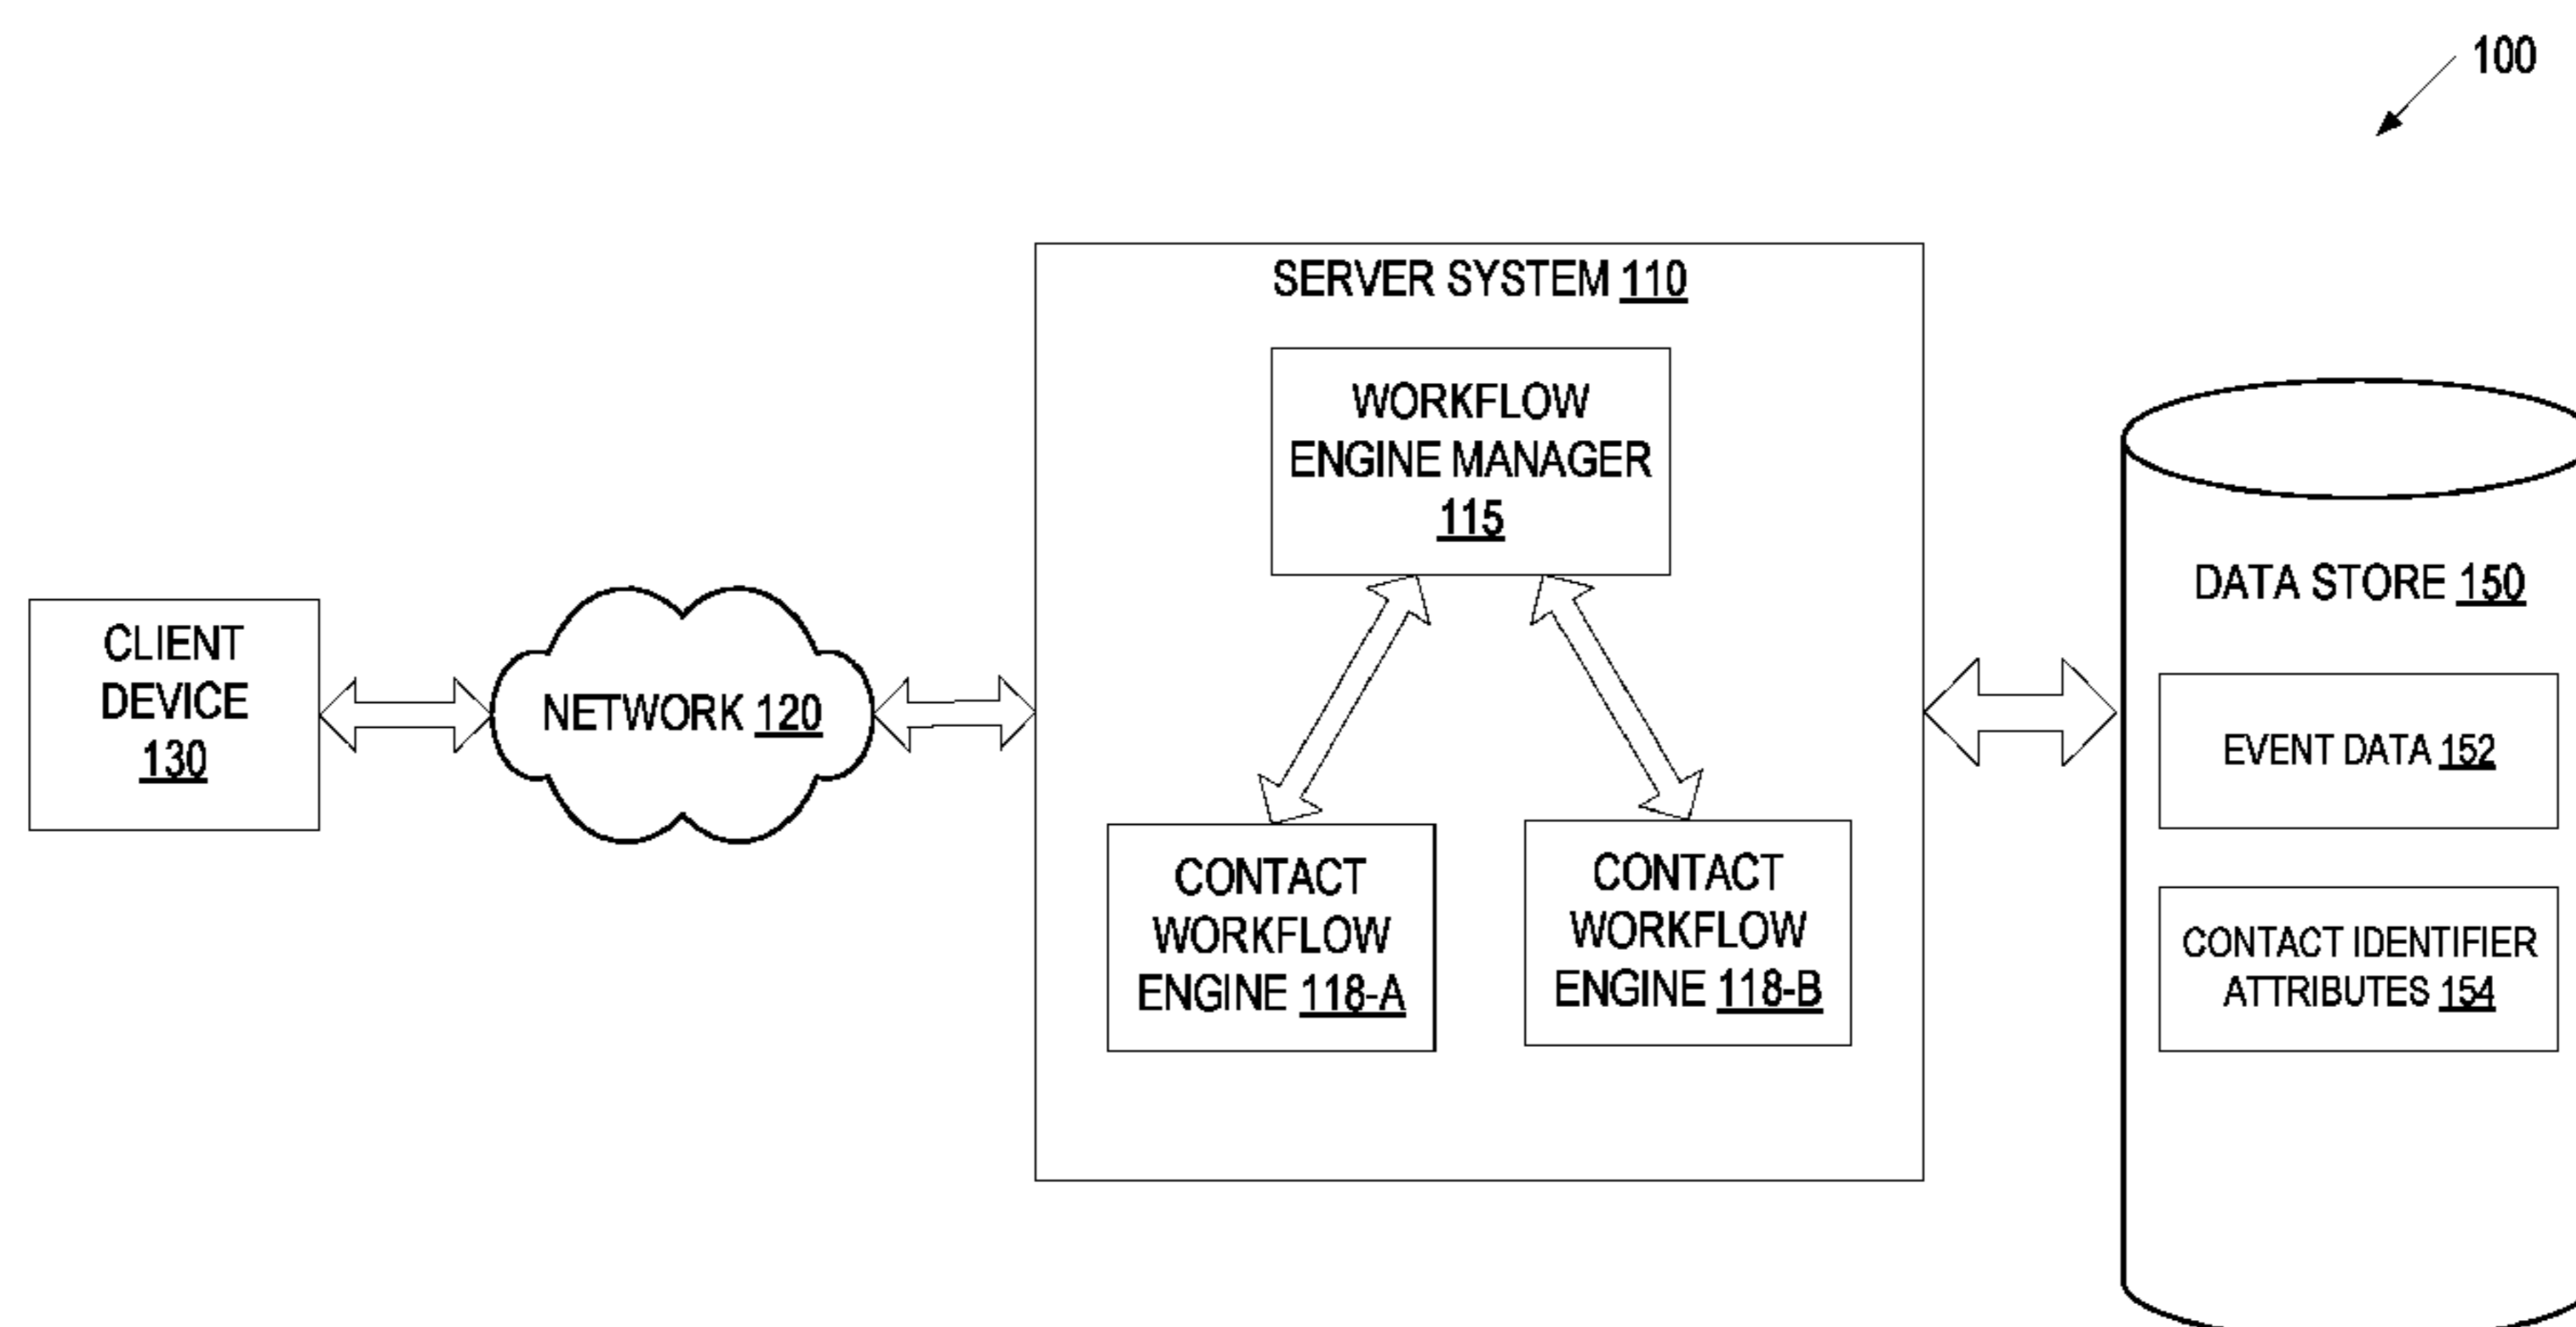 100
SERVER SYSTEM 110
WORKFLOW
ENGINE MANAGER
115
DATA STORE 150
CLIENT
DEVICE
130
NETWORK 120
EVENT DATA 152
CONTACT
WORKFLOW
ENGINE 118-A
CONTACT
WORKFLOW
ENGINE 118-B
CONTACT IDENTIFIER
ATTRIBUTES 154